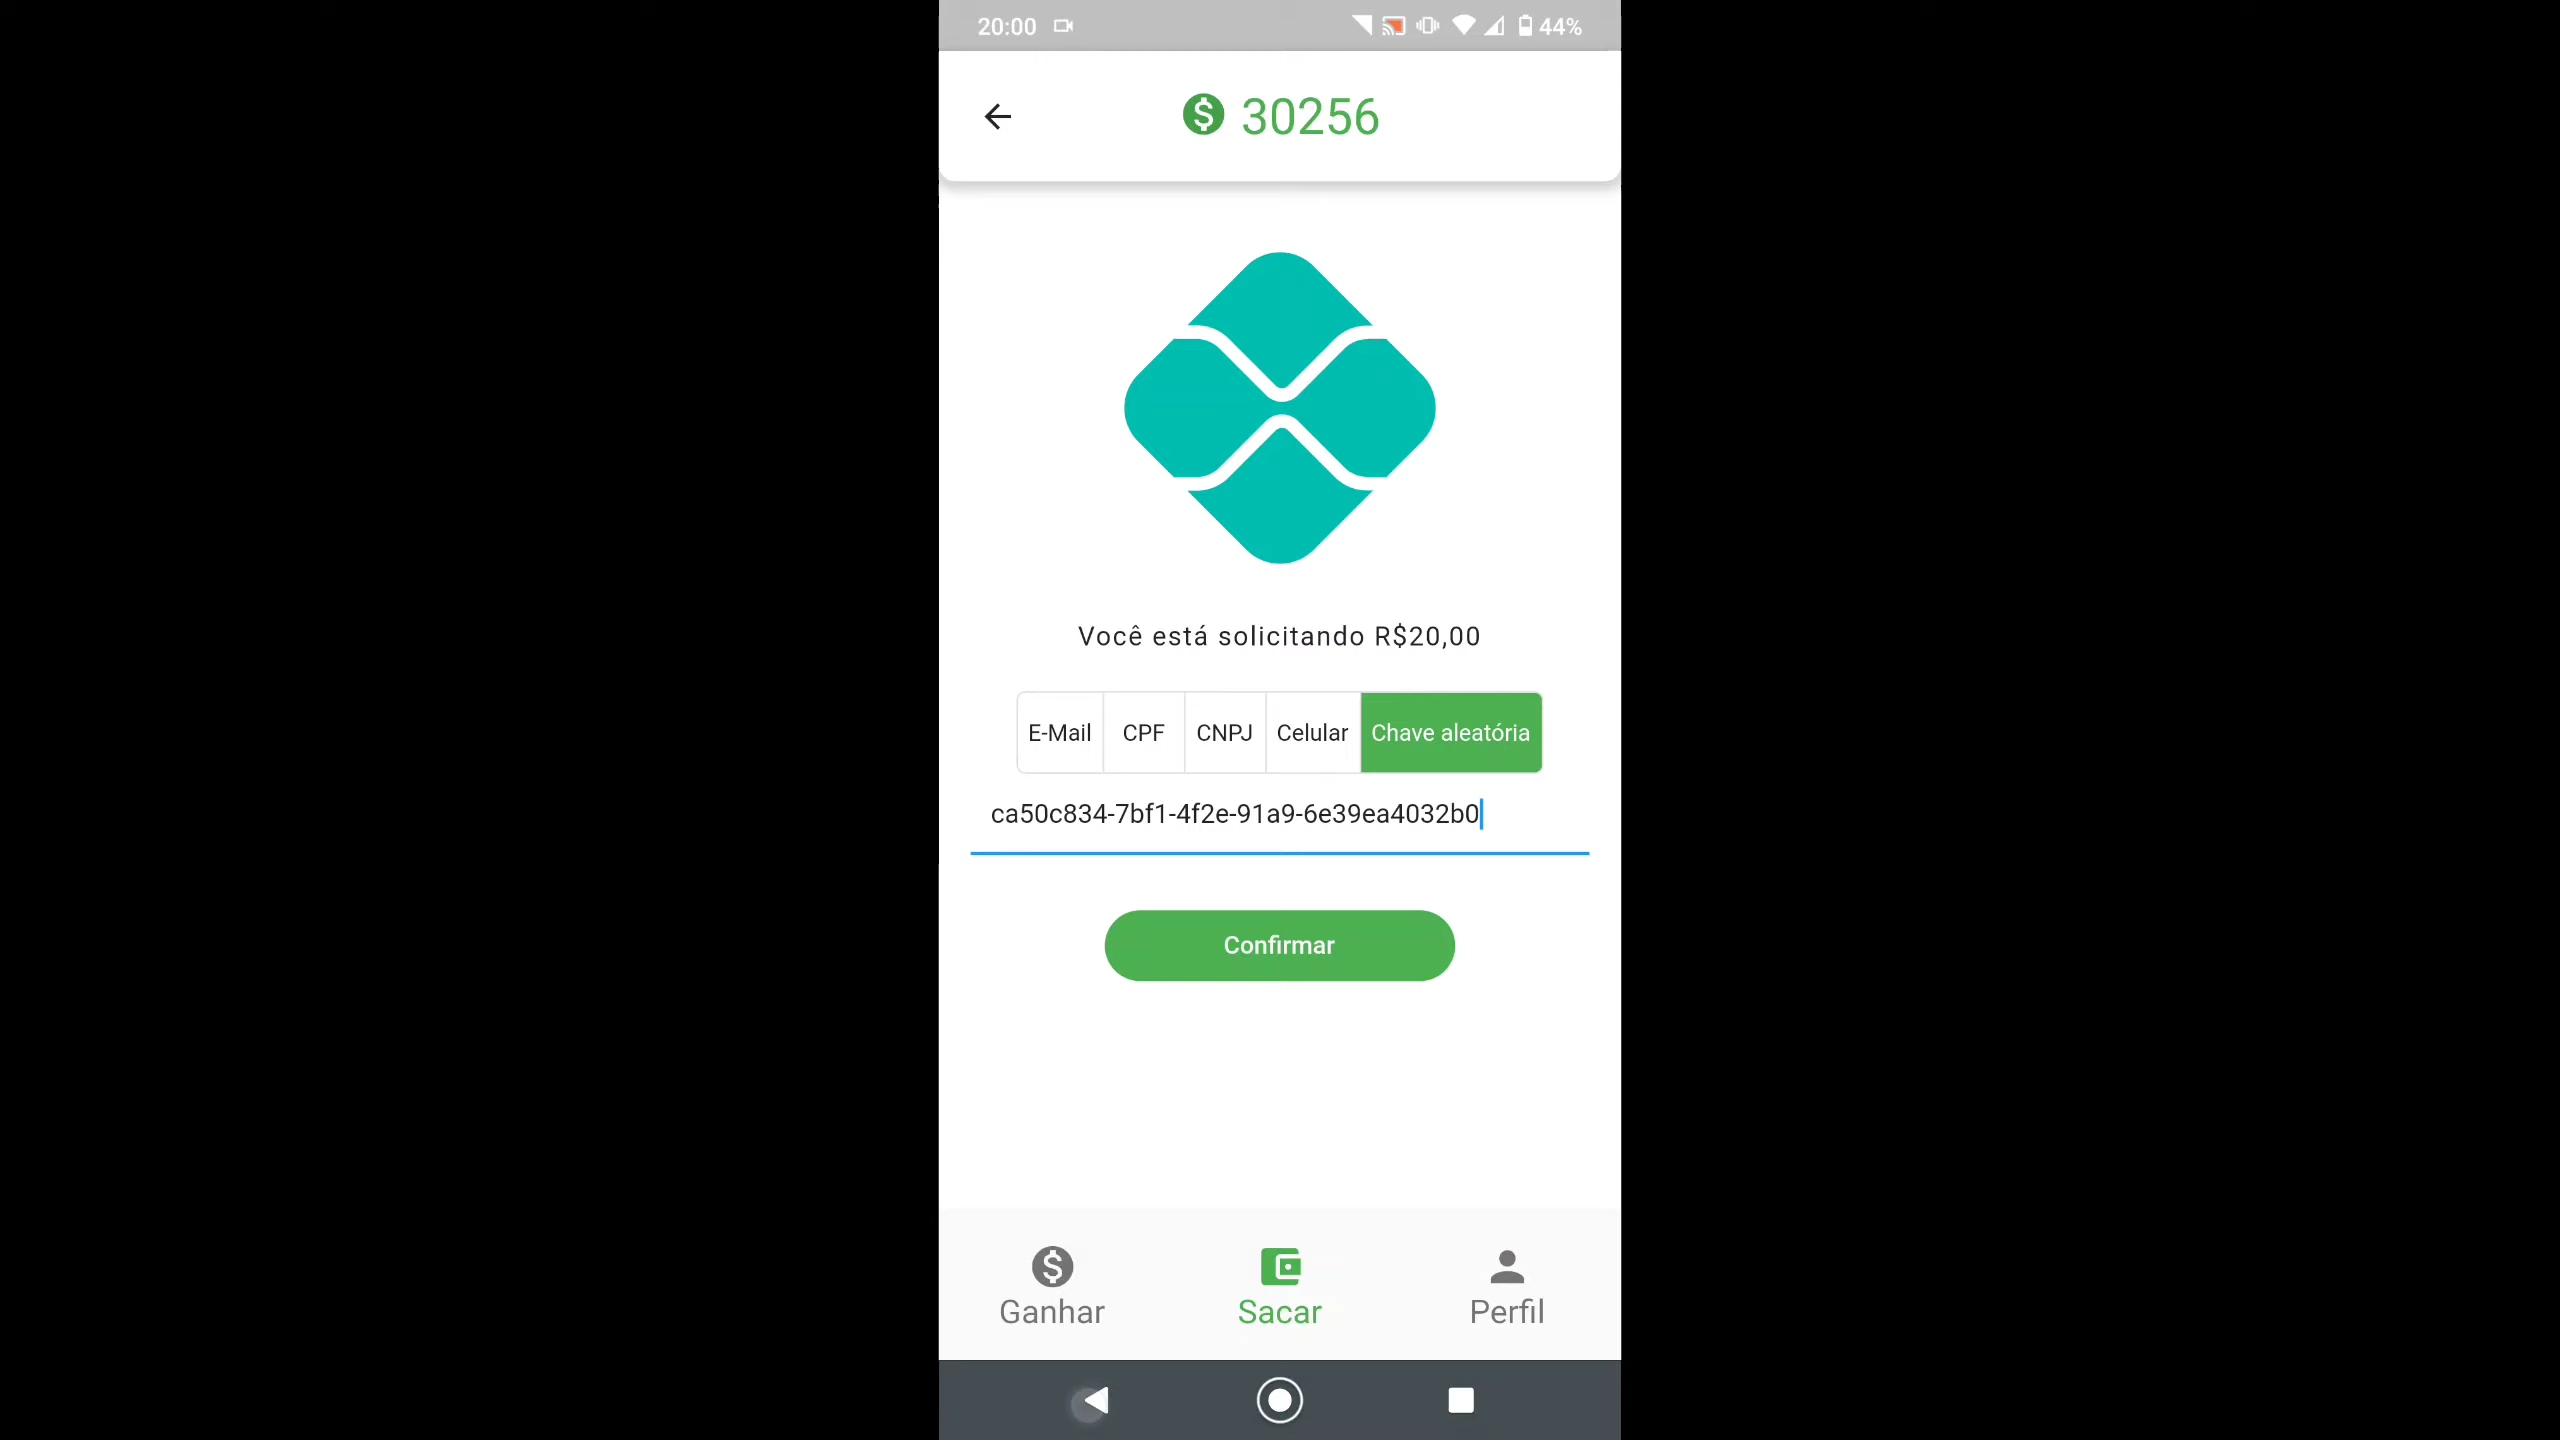 20:00 44%
30256
Você está solicitando R$20,00
E-Mail CPF CNPJ Celular Chave aleatória
ca50c834-7bf1-4f2e-91a9-6e39ea4032b0
Confirmar
Ganhar Sacar Perfil